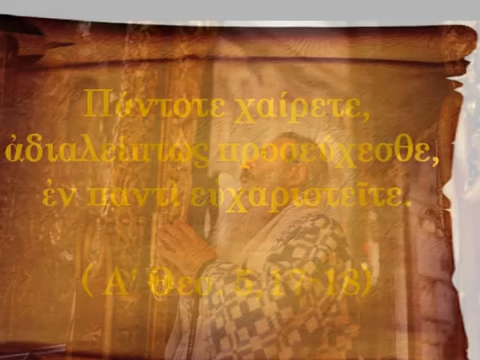 Πάντοτε χαίρετε,
ἀδιαλείπτως προσεύχεσθε,
ἐν παντὶ εὐχαριστεῖτε.
( Α' Θεσ. 5, 17-18)